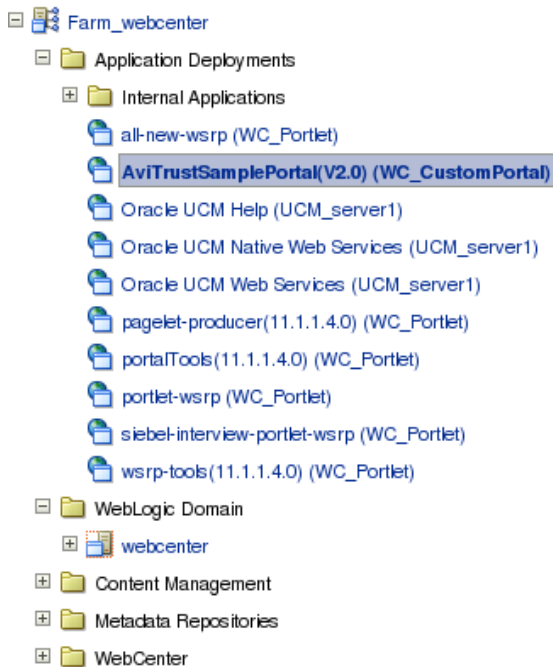 Farm_webcenter
Application Deployments
Internal Applications
all-new-wsrp (WC_Portlet)
AviTrustSamplePortal(V2.0) (WC_CustomPortal)
Oracle UCM Help (UCM_server1)
Oracle UCM Native Web Services (UCM_server1)
Oracle UCM Web Services (UCM_server1)
pagelet-producer(11.1.1.4.0) (WC_Portlet)
portalTools(11.1.1.4.0) (WC_Portlet)
portlet-wsrp (WC_Portlet)
siebel-interview-portlet-wsrp (WC_Portlet)
wsrp-tools(11.1.1.4.0) (WC_Portlet)
WebLogic Domain
webcenter
Content Management
Metadata Repositories
WebCenter